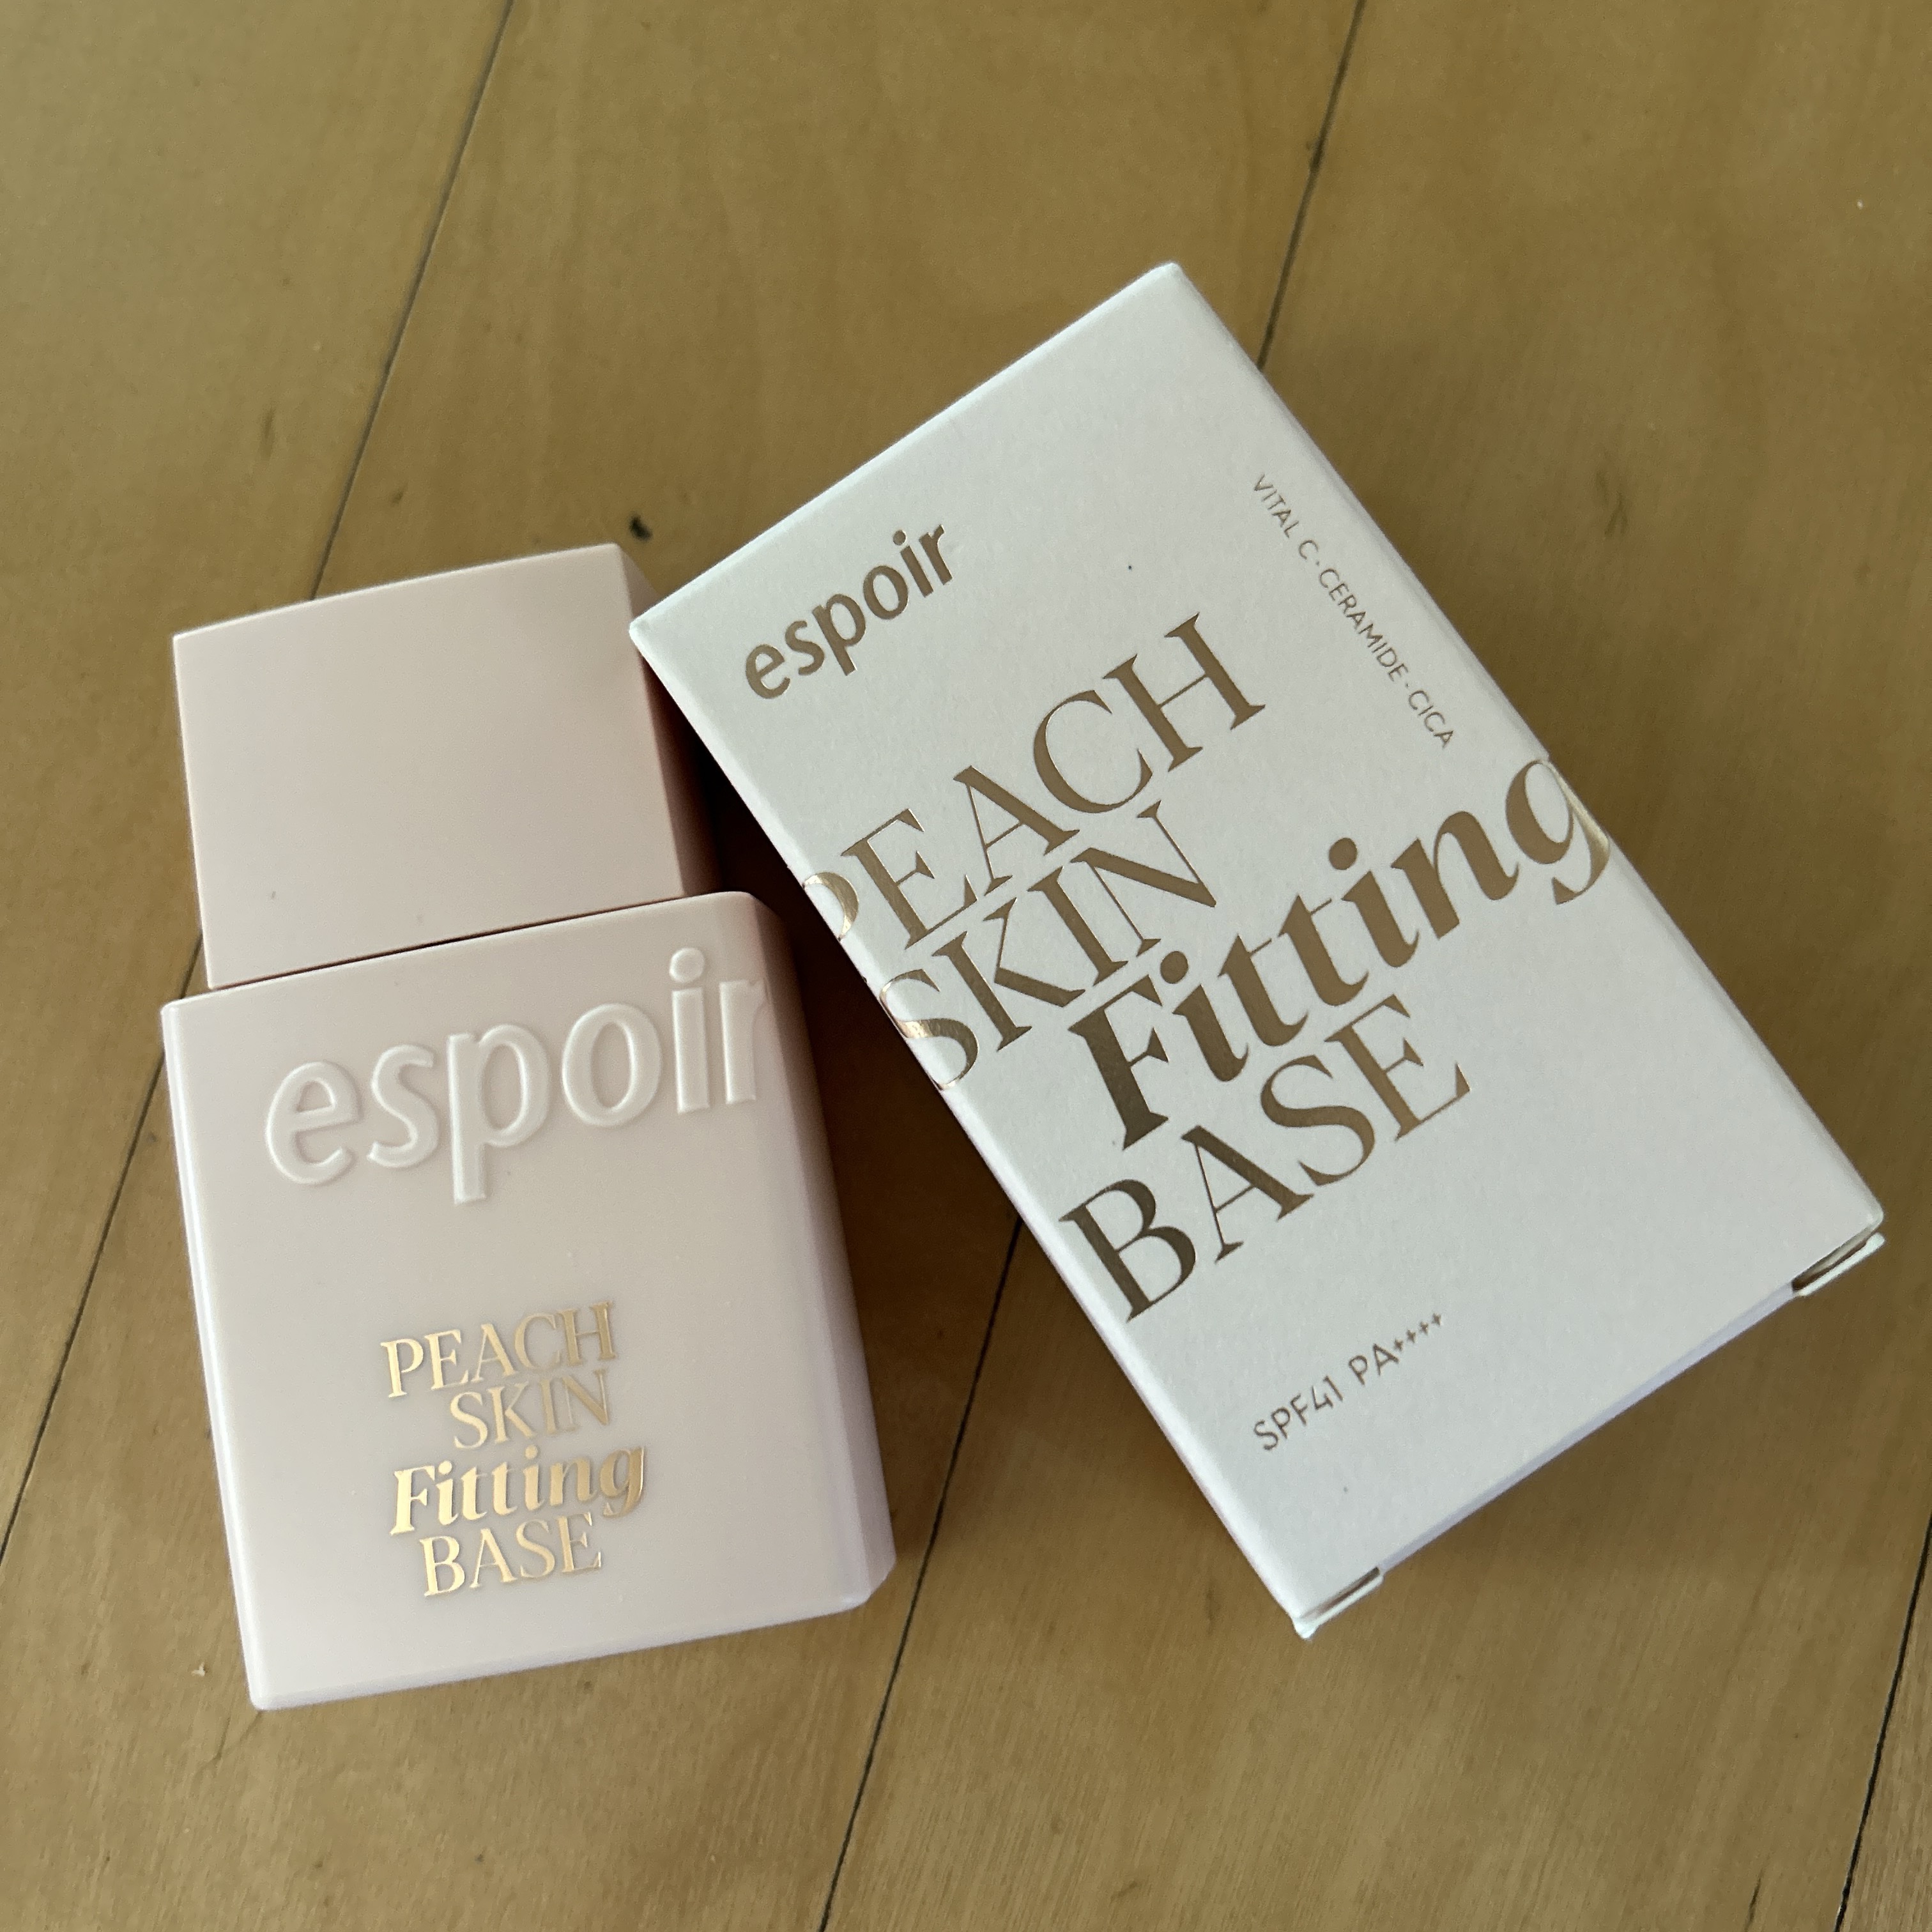 espoir
PEACH
SKIN
Fitting
BASE
espoir
VITAL C · CERAMIDE · CICA
PEACH
SKIN
Fitting
BASE
SPF41 PA++++